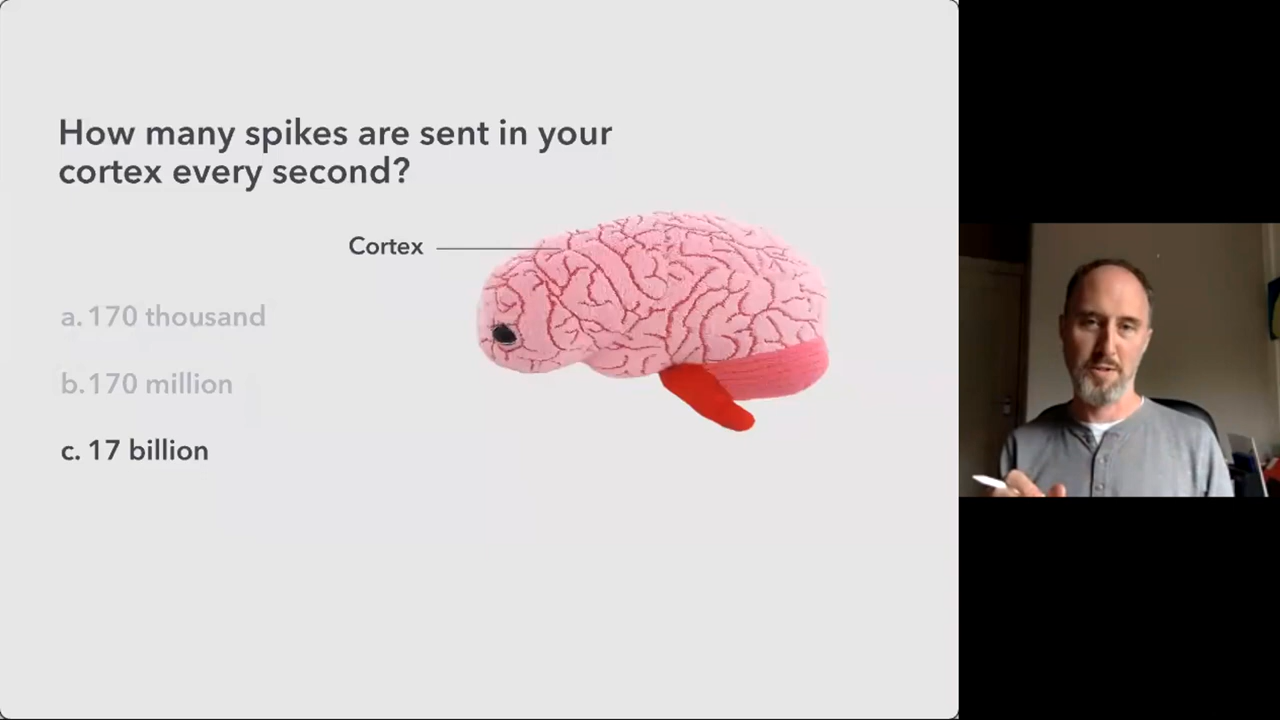 How many spikes are sent in your
cortex every second?
Cortex
a. 170 thousand
b. 170 million
c. 17 billion